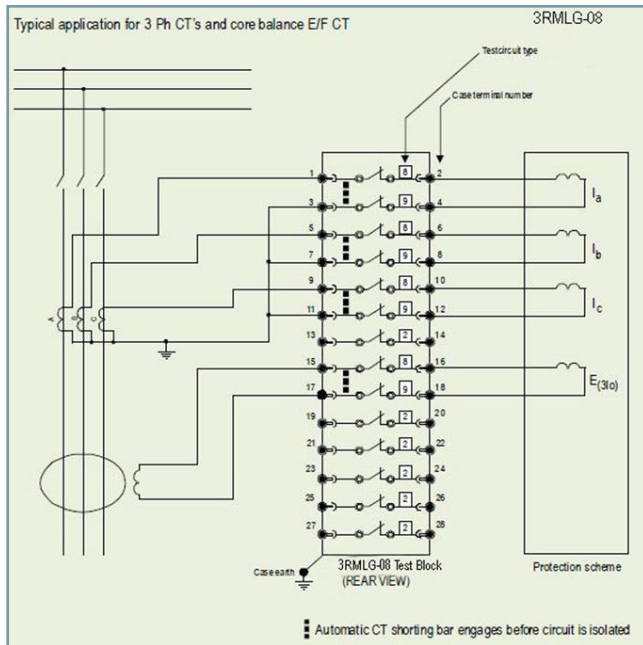 Typical application for 3 Ph CT's and core balance E/F CT
3RMLG-08
Testcircuit type
Case terminal number
1 8 2
3 9 4
5 8 6
7 9 8
9 8 10
11 9 12
13 2 14
15 8 16
17 9 18
19 2 20
21 2 22
23 2 24
25 2 26
27 2 28
Ia
Ib
Ic
E(3Io)
A B C
Case earth
3RMLG-08 Test Block
(REAR VIEW)
Protection scheme
Automatic CT shorting bar engages before circuit is isolated